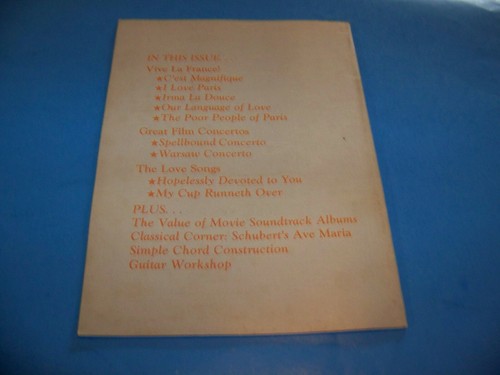 IN THIS ISSUE...
Vive La France!
★C'est Magnifique
★I Love Paris
★Irma La Douce
★Our Language of Love
★The Poor People of Paris
Great Film Concertos
★Spellbound Concerto
★Warsaw Concerto
The Love Songs
★Hopelessly Devoted to You
★My Cup Runneth Over
PLUS. . .
The Value of Movie Soundtrack Albums
Classical Corner: Schubert's Ave Maria
Simple Chord Construction
Guitar Workshop